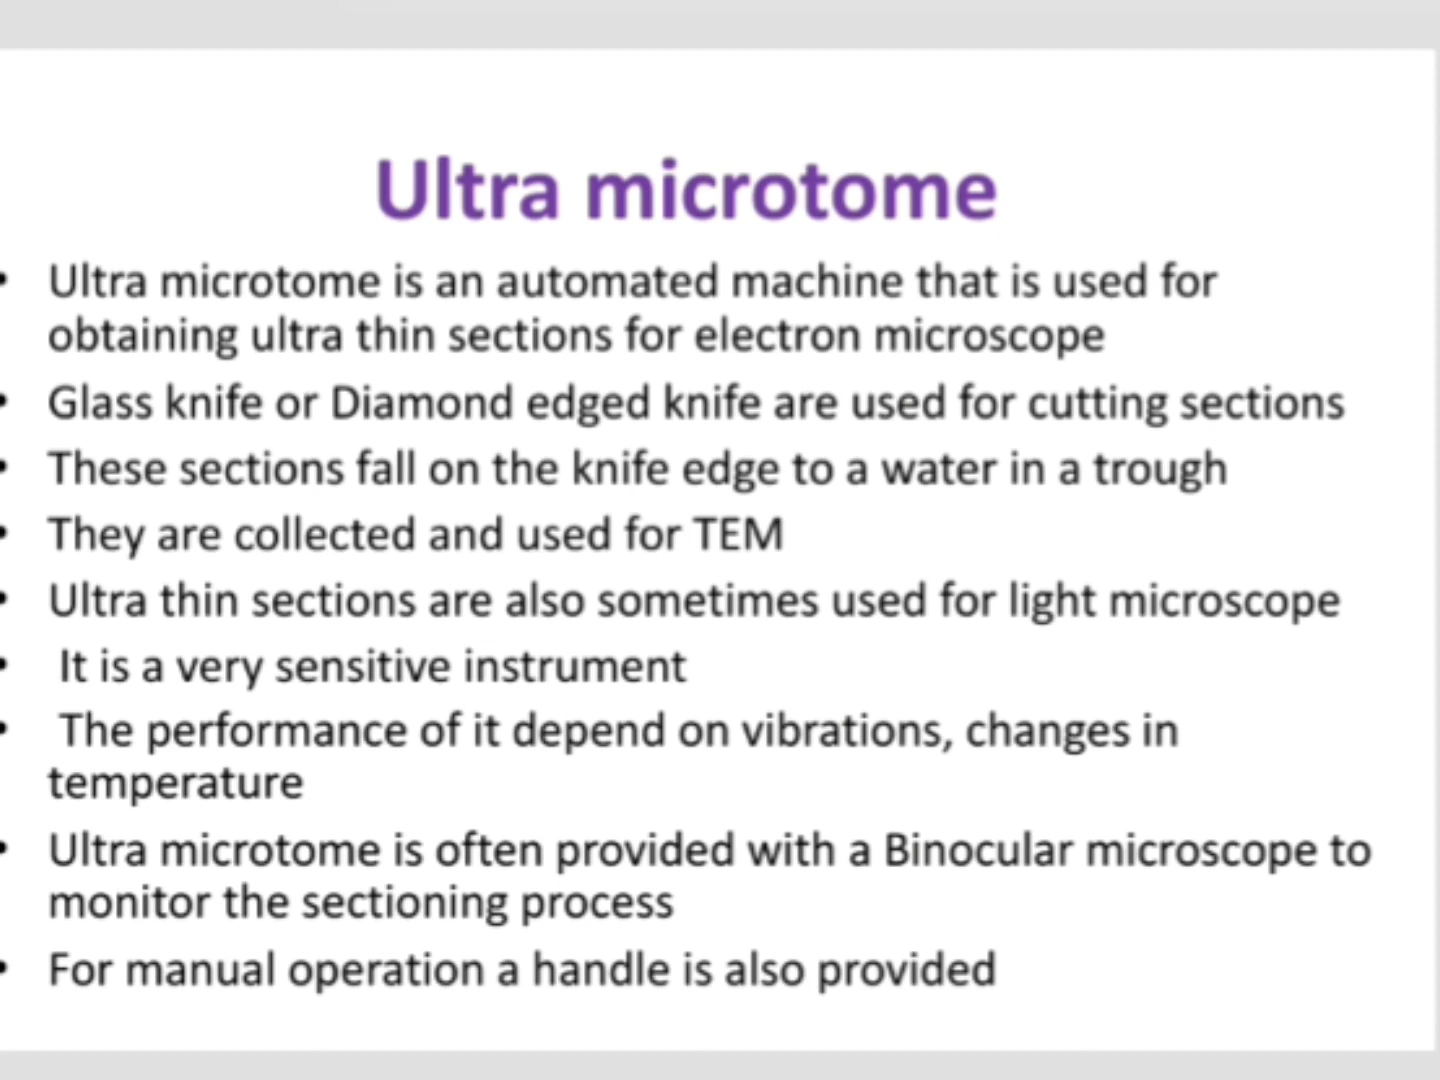 Ultra microtome
• Ultra microtome is an automated machine that is used for
obtaining ultra thin sections for electron microscope
• Glass knife or Diamond edged knife are used for cutting sections
• These sections fall on the knife edge to a water in a trough
• They are collected and used for TEM
• Ultra thin sections are also sometimes used for light microscope
• It is a very sensitive instrument
• The performance of it depend on vibrations, changes in
temperature
• Ultra microtome is often provided with a Binocular microscope to
monitor the sectioning process
• For manual operation a handle is also provided